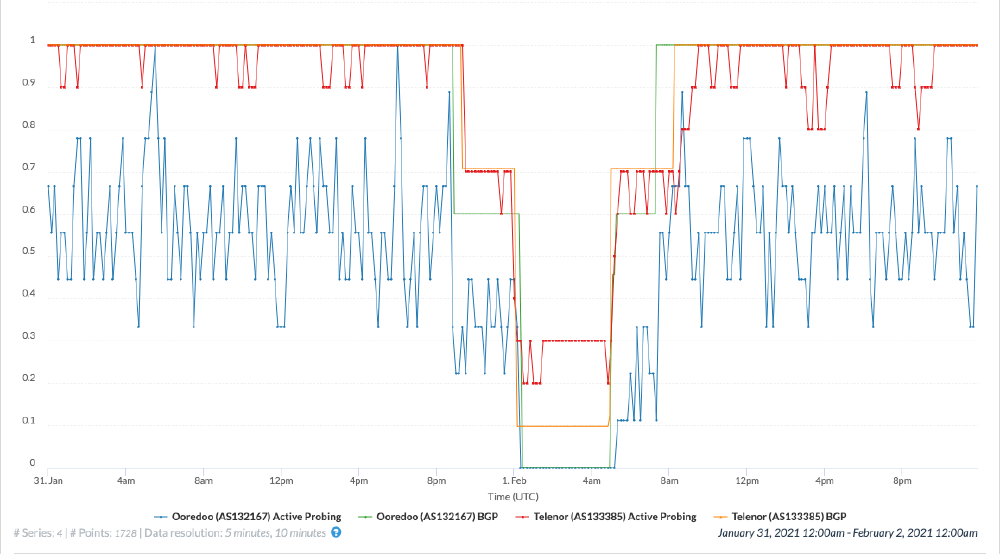 1
0.9
0.8
0.7
0.6
0.5
0.4
0.3
0.2
0.1
0
31. Jan 4am 8am 12pm 4pm 8pm 1. Feb 4am 8am 12pm 4pm 8pm
Time (UTC)
Ooredoo (AS132167) Active Probing Ooredoo (AS132167) BGP Telenor (AS133385) Active Probing Telenor (AS133385) BGP
# Series: 4 | # Points: 1728 | Data resolution: 5 minutes, 10 minutes ? January 31, 2021 12:00am - February 2, 2021 12:00am